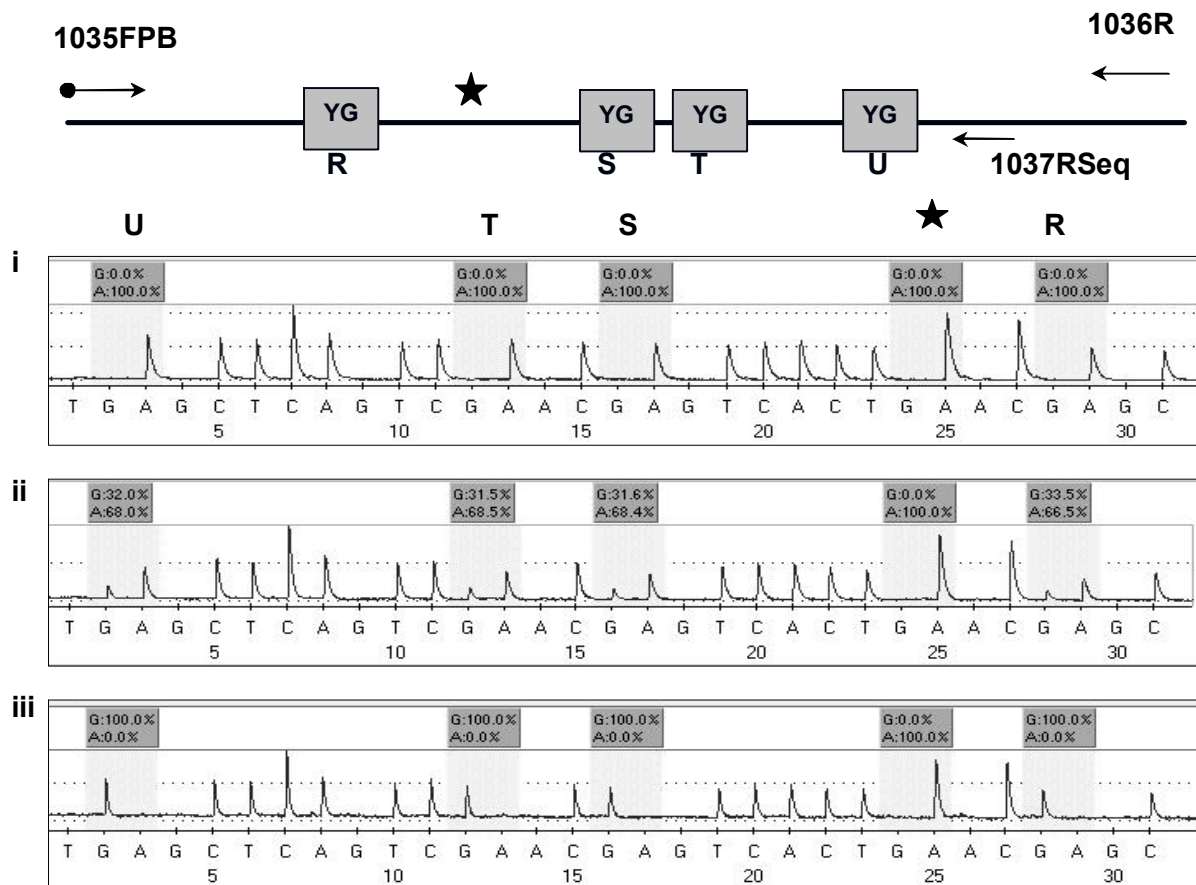 1035FPB
1036R
YG YG YG YG
R S T U
1037RSeq
U T S R
i
G:0.0% G:0.0% G:0.0% G:0.0% G:0.0%
A:100.0% A:100.0% A:100.0% A:100.0% A:100.0%
T G A G C T C A G T C G A A C G A G T C A C T G A A C G A G C
5 10 15 20 25 30
ii
G:32.0% G:31.5% G:31.6% G:0.0% G:33.5%
A:68.0% A:68.5% A:68.4% A:100.0% A:66.5%
T G A G C T C A G T C G A A C G A G T C A C T G A A C G A G C
5 10 15 20 25 30
iii
G:100.0% G:100.0% G:100.0% G:0.0% G:100.0%
A:0.0% A:0.0% A:0.0% A:100.0% A:0.0%
T G A G C T C A G T C G A A C G A G T C A C T G A A C G A G C
5 10 15 20 25 30